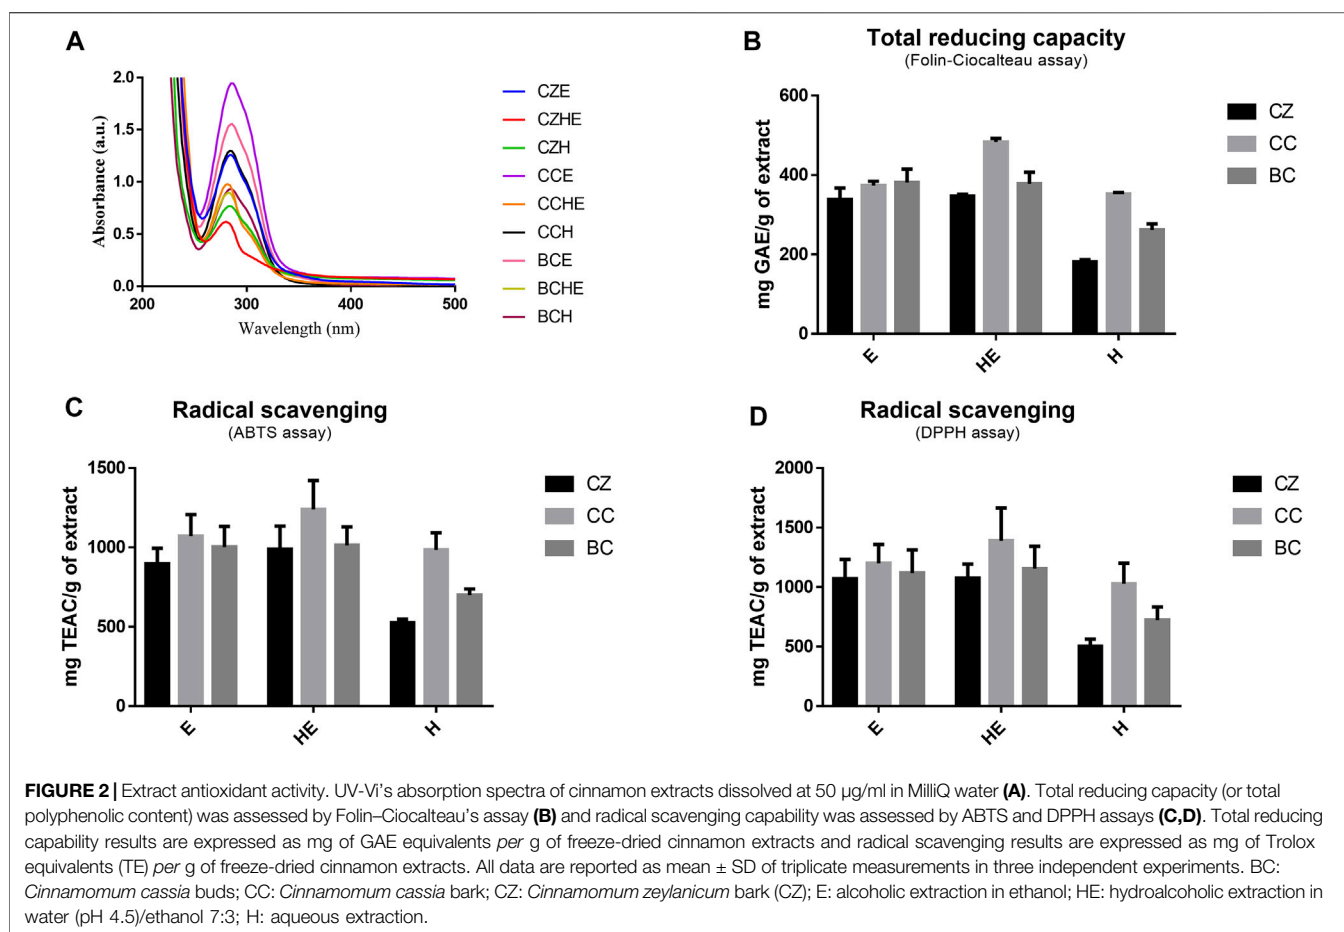 A
2.0
1.5
1.0
0.5
0.0
Absorbance (a.u.)
200
300
400
500
Wavelength (nm)
CZE
CZHE
CZH
CCE
CCHE
CCH
BCE
BCHE
BCH
B
Total reducing capacity
(Folin-Ciocalteau assay)
600
400
200
0
mg GAE/g of extract
E
HE
H
CZ
CC
BC
C
Radical scavenging
(ABTS assay)
1500
1000
500
0
mg TEAC/g of extract
E
HE
H
CZ
CC
BC
D
Radical scavenging
(DPPH assay)
2000
1500
1000
500
0
mg TEAC/g of extract
E
HE
H
CZ
CC
BC
FIGURE 2 | Extract antioxidant activity. UV-Vi's absorption spectra of cinnamon extracts dissolved at 50 µg/ml in MilliQ water (A). Total reducing capacity (or total
polyphenolic content) was assessed by Folin–Ciocalteau's assay (B) and radical scavenging capability was assessed by ABTS and DPPH assays (C,D). Total reducing
capability results are expressed as mg of GAE equivalents per g of freeze-dried cinnamon extracts and radical scavenging results are expressed as mg of Trolox
equivalents (TE) per g of freeze-dried cinnamon extracts. All data are reported as mean ± SD of triplicate measurements in three independent experiments. BC:
Cinnamomum cassia buds; CC: Cinnamomum cassia bark; CZ: Cinnamomum zeylanicum bark (CZ); E: alcoholic extraction in ethanol; HE: hydroalcoholic extraction in
water (pH 4.5)/ethanol 7:3; H: aqueous extraction.